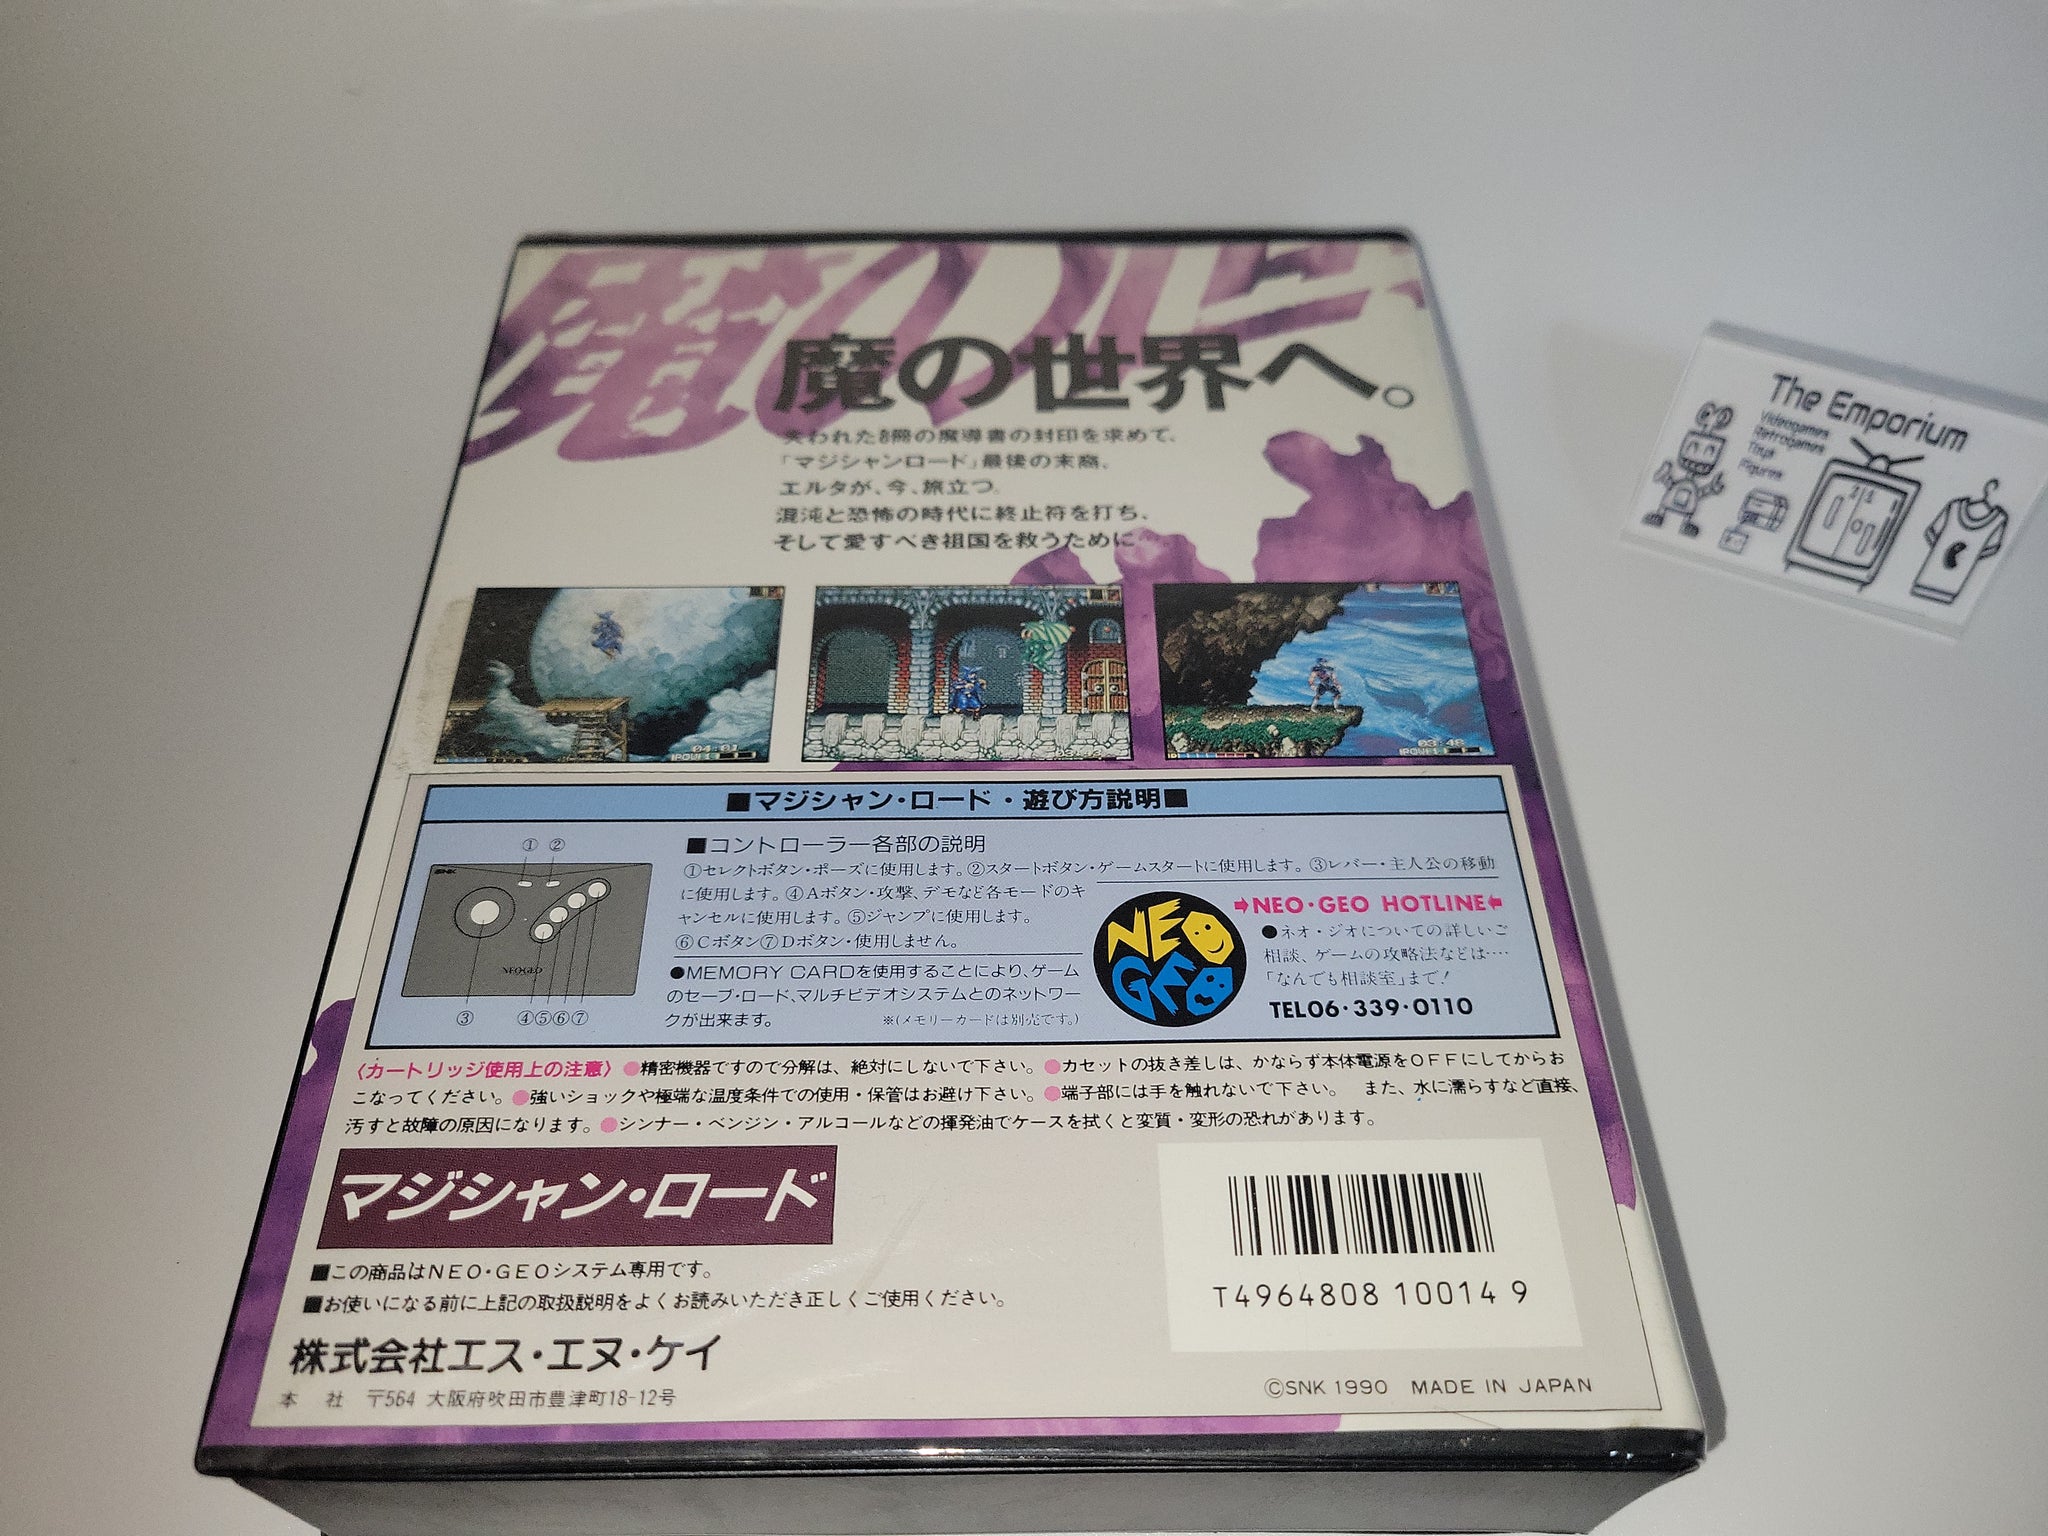 魔の世界へ。
失われた8冊の魔導書の封印を求めて、
「マジシャンロード」最後の末裔、
エルタが、今、旅立つ。
混沌と恐怖の時代に終止符を打ち、
そして愛すべき祖国を救うために
04:01
03:48
■マジシャン・ロード・遊び方説明■
① ②
SNK
NEO・GEO
③ ④⑤⑥⑦
■コントローラー各部の説明
①セレクトボタン・ポーズに使用します。②スタートボタン・ゲームスタートに使用します。③レバー・主人公の移動
に使用します。④Aボタン・攻撃、デモなど各モードのキ
ャンセルに使用します。⑤ジャンプに使用します。
⑥Cボタン⑦Dボタン・使用しません。
●MEMORY CARDを使用することにより、ゲーム
のセーブ・ロード、マルチビデオシステムとのネットワー
クが出来ます。 ※(メモリーカードは別売です。)
NEO
GEO
➡NEO・GEO HOTLINE⬅
●ネオ・ジオについての詳しいご
相談、ゲームの攻略法などは‥‥
「なんでも相談室」まで!
TEL06・339・0110
〈カートリッジ使用上の注意〉●精密機器ですので分解は、絶対にしないで下さい。●カセットの抜き差しは、かならず本体電源をOFFにしてからお
こなってください。●強いショックや極端な温度条件での使用・保管はお避け下さい。●端子部には手を触れないで下さい。 また、水に濡らすなど直接、
汚すと故障の原因になります。●シンナー・ベンジン・アルコールなどの揮発油でケースを拭くと変質・変形の恐れがあります。
マジシャン・ロード
■この商品はNEO・GEOシステム専用です。
■お使いになる前に上記の取扱説明をよくお読みいただき正しくご使用ください。
株式会社エス・エヌ・ケイ
本 社 〒564 大阪府吹田市豊津町18-12号
T4964808 10014 9
©SNK 1990 MADE IN JAPAN
The Emporium
Videogames
Retrogames
Toys
Figures